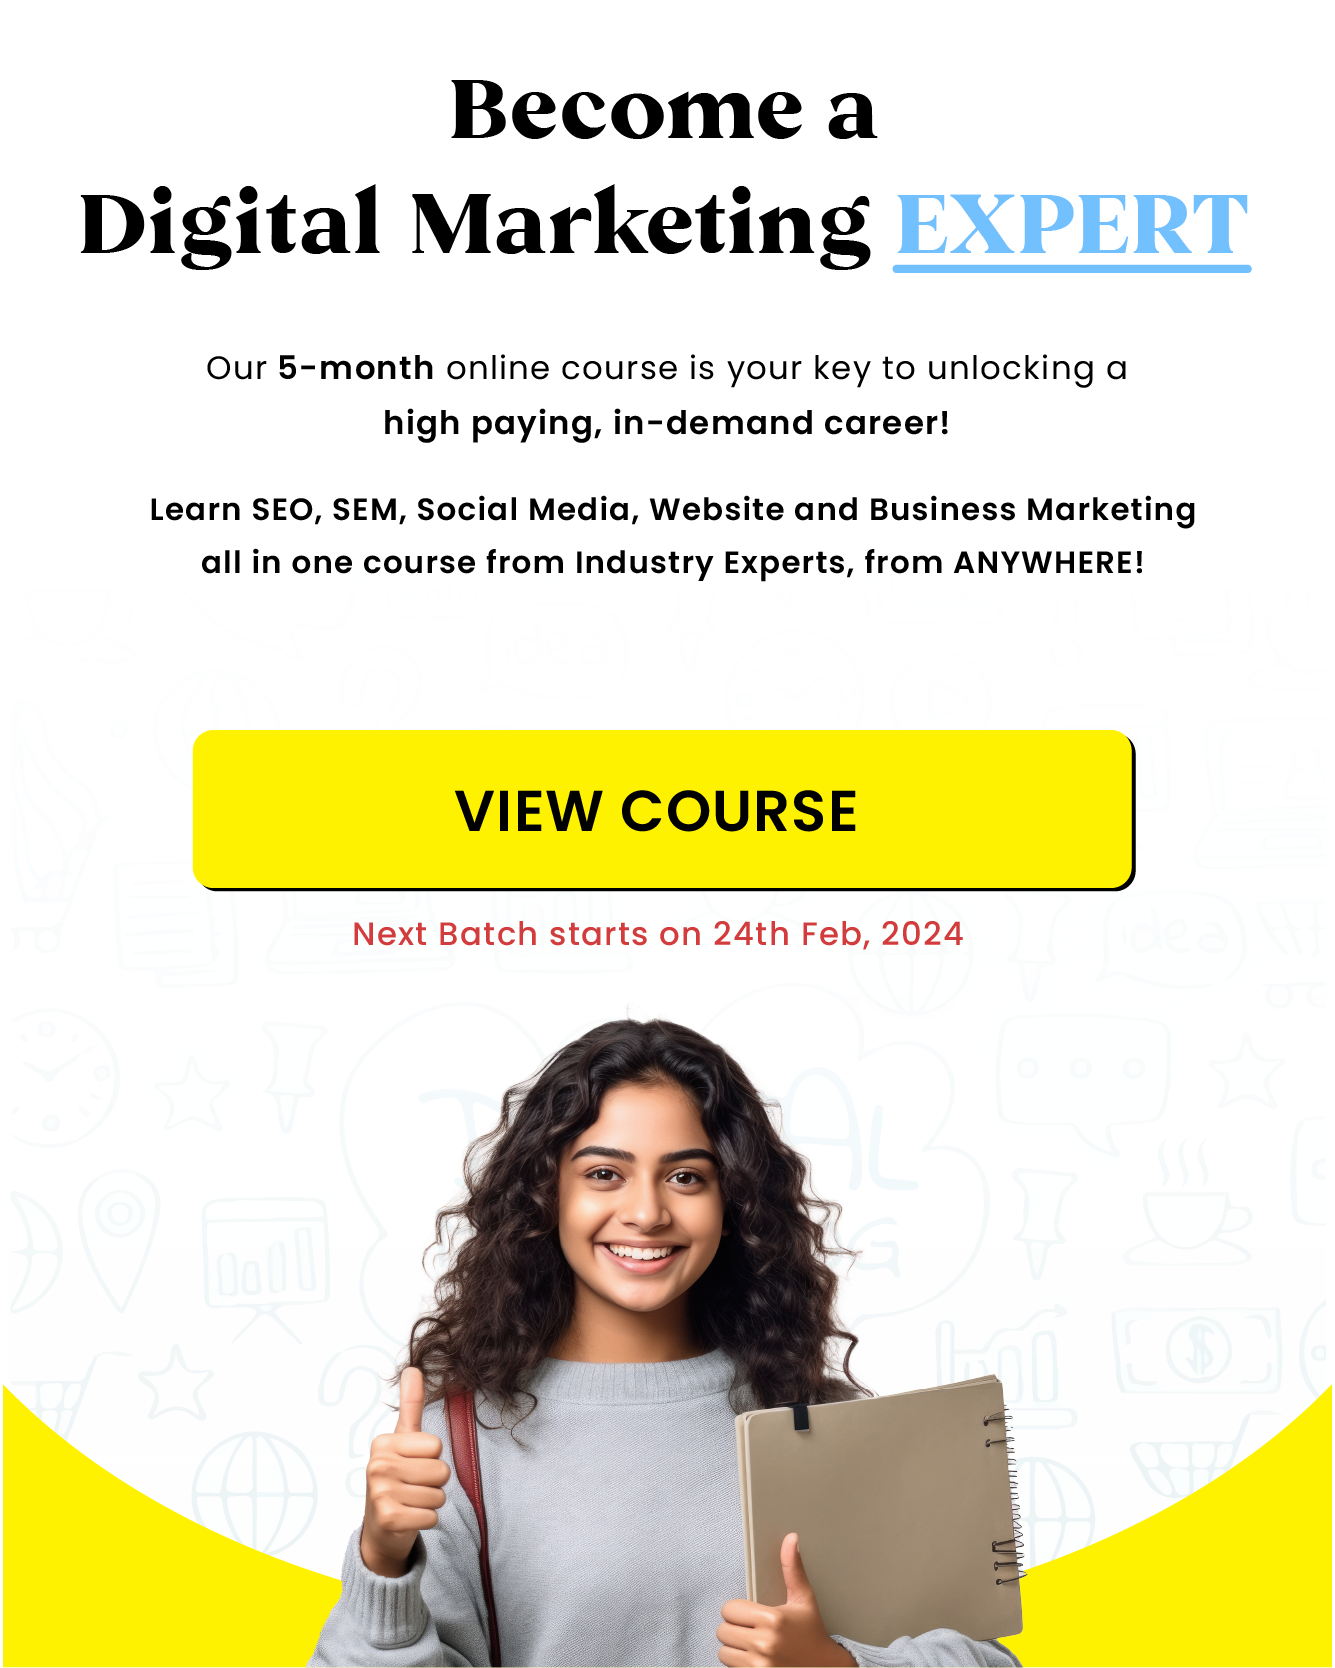 Become a
Digital Marketing EXPERT
Our 5-month online course is your key to unlocking a
high paying, in-demand career!
Learn SEO, SEM, Social Media, Website and Business Marketing
all in one course from Industry Experts, from ANYWHERE!
VIEW COURSE
Next Batch starts on 24th Feb, 2024
idea